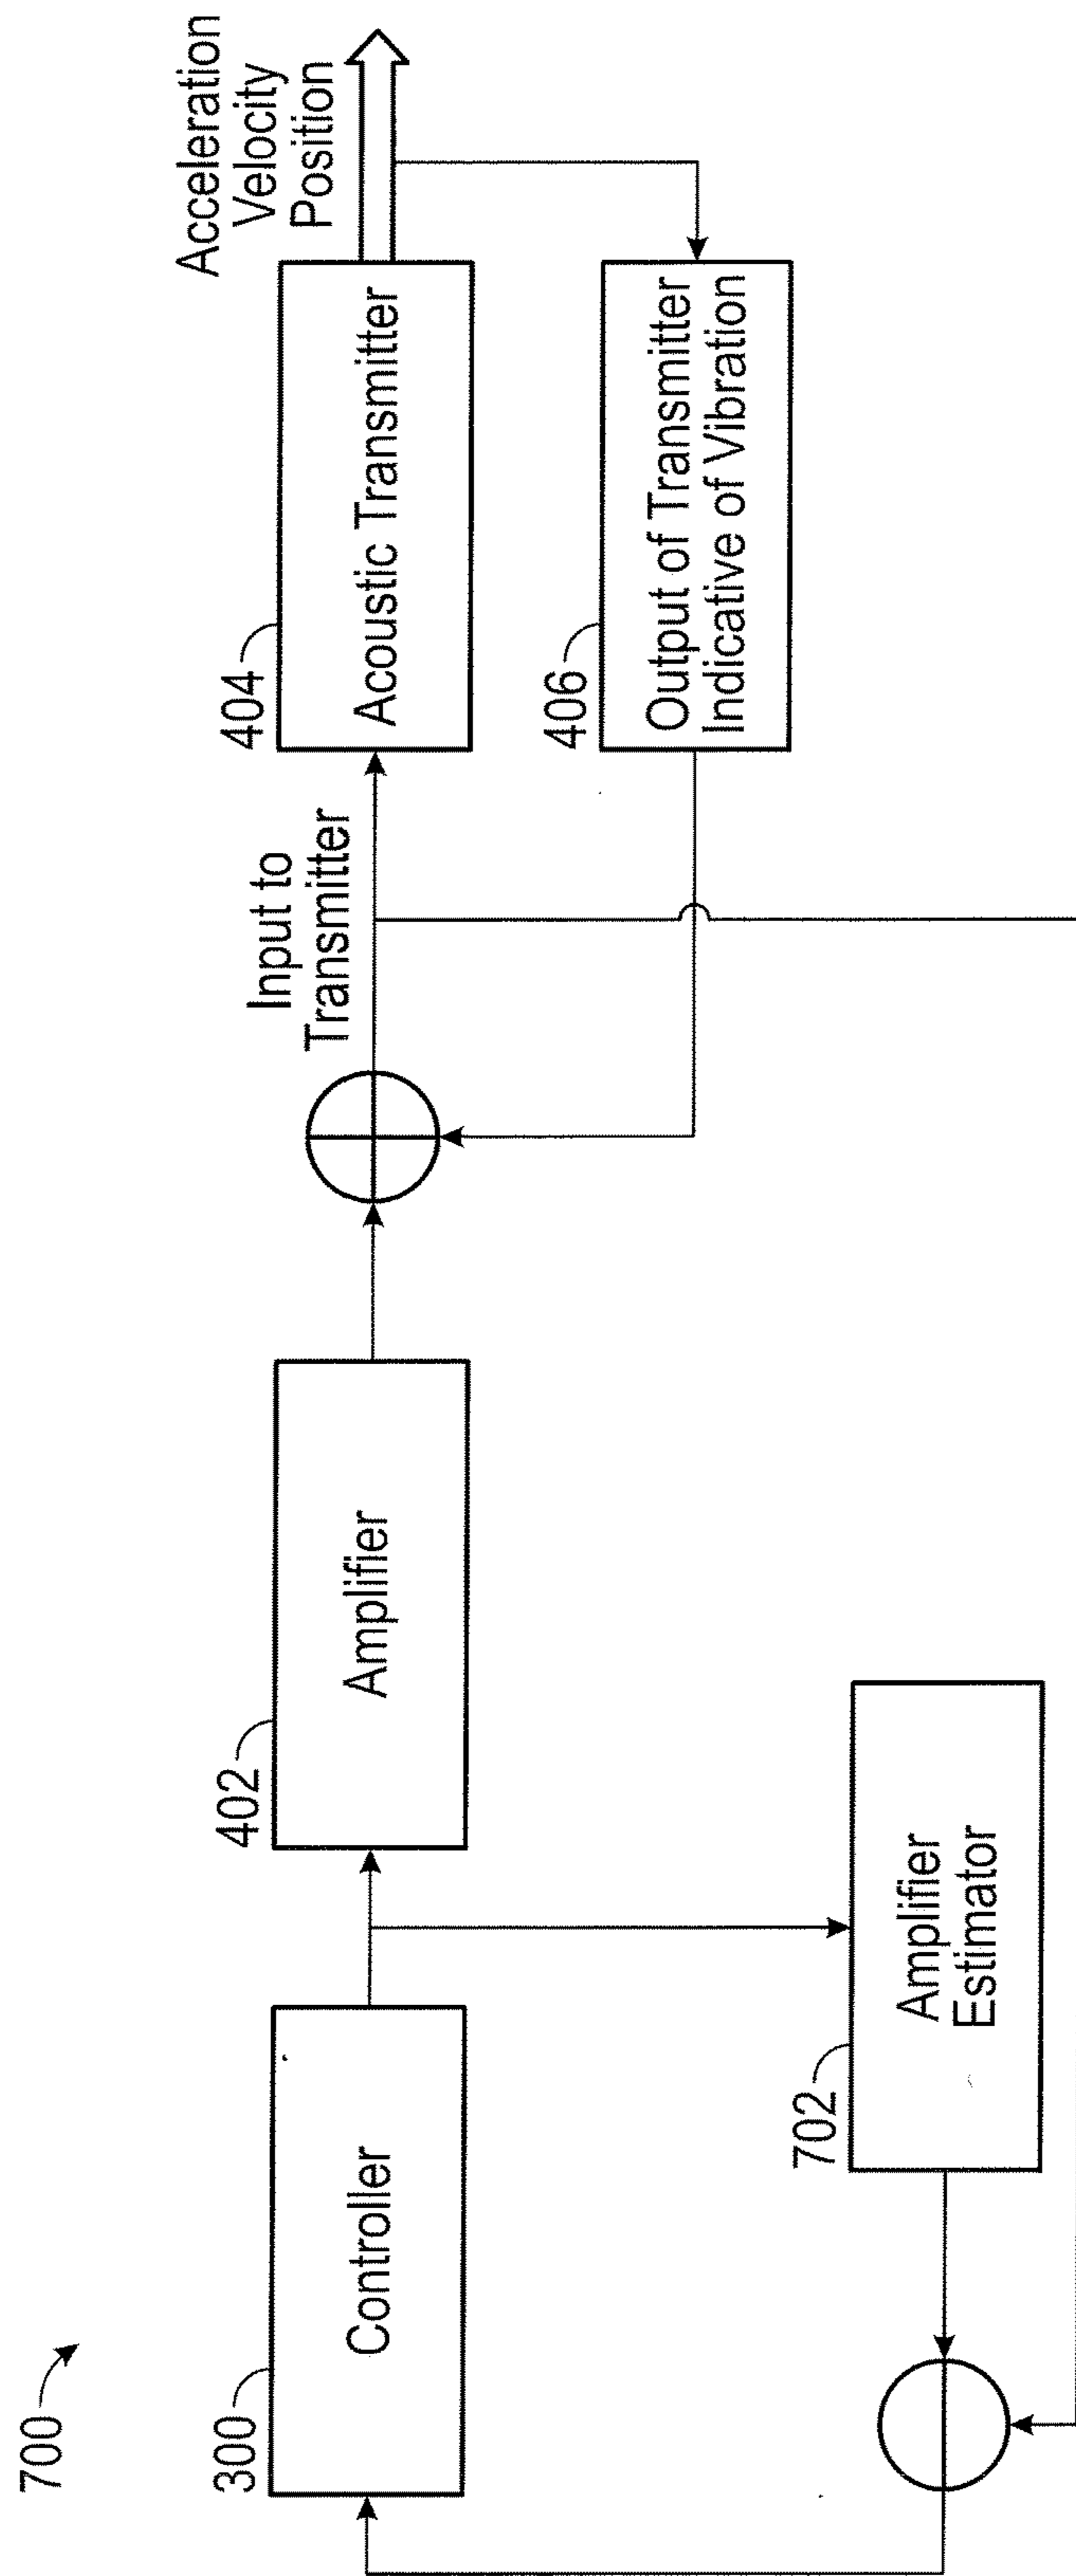 700
300
Controller
402
Amplifier
Input to
Transmitter
404
Acoustic Transmitter
Acceleration
Velocity
Position
406
Output of Transmitter
Indicative of Vibration
702
Amplifier
Estimator